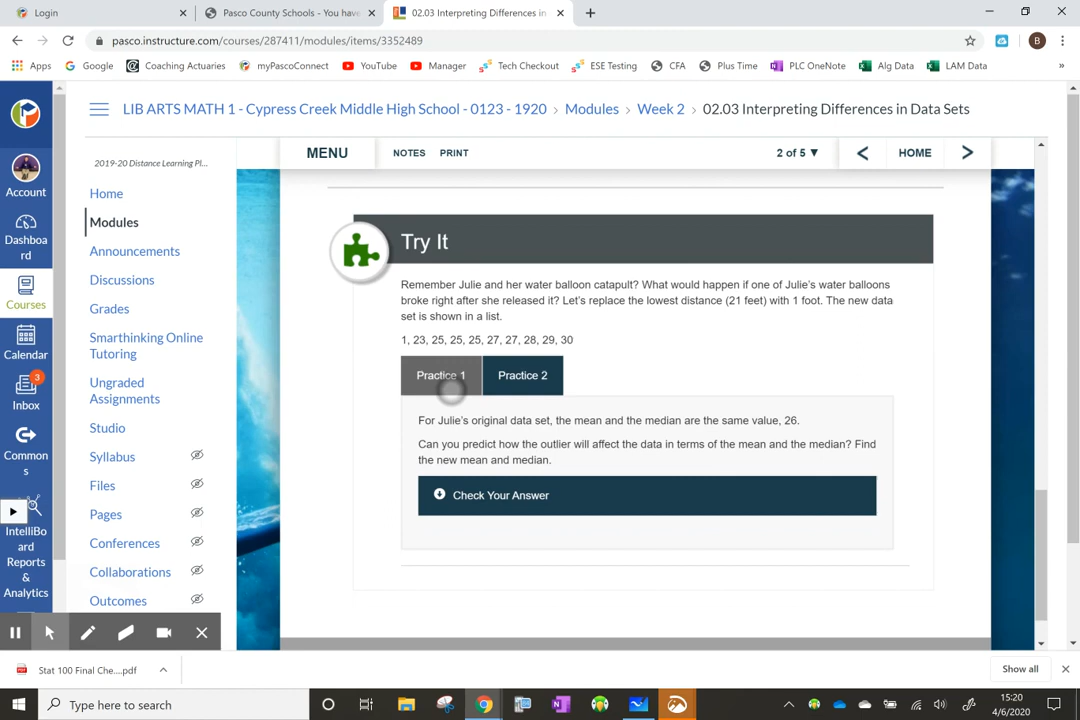 Login
Pasco County Schools - You have
02.03 Interpreting Differences in
pasco.instructure.com/courses/287411/modules/items/3352489
B
Apps Google Coaching Actuaries myPascoConnect YouTube Manager Tech Checkout ESE Testing CFA Plus Time PLC OneNote Alg Data LAM Data »
LIB ARTS MATH 1 - Cypress Creek Middle High School - 0123 - 1920 > Modules > Week 2 > 02.03 Interpreting Differences in Data Sets
Account
Dashboa
rd
Courses
Calendar
3
Inbox
Common
s
IntelliBo
ard
Reports
&
Analytics
2019-20 Distance Learning Pl...
Home
Modules
Announcements
Discussions
Grades
Smarthinking Online
Tutoring
Ungraded
Assignments
Studio
Syllabus
Files
Pages
Conferences
Collaborations
Outcomes
MENU NOTES PRINT 2 of 5 ▼ < HOME >
Try It
Remember Julie and her water balloon catapult? What would happen if one of Julie's water balloons
broke right after she released it? Let's replace the lowest distance (21 feet) with 1 foot. The new data
set is shown in a list.
1, 23, 25, 25, 25, 27, 27, 28, 29, 30
Practice 1 Practice 2
For Julie's original data set, the mean and the median are the same value, 26.
Can you predict how the outlier will affect the data in terms of the mean and the median? Find
the new mean and median.
Check Your Answer
Stat 100 Final Che....pdf
Show all
Type here to search
15:20
4/6/2020